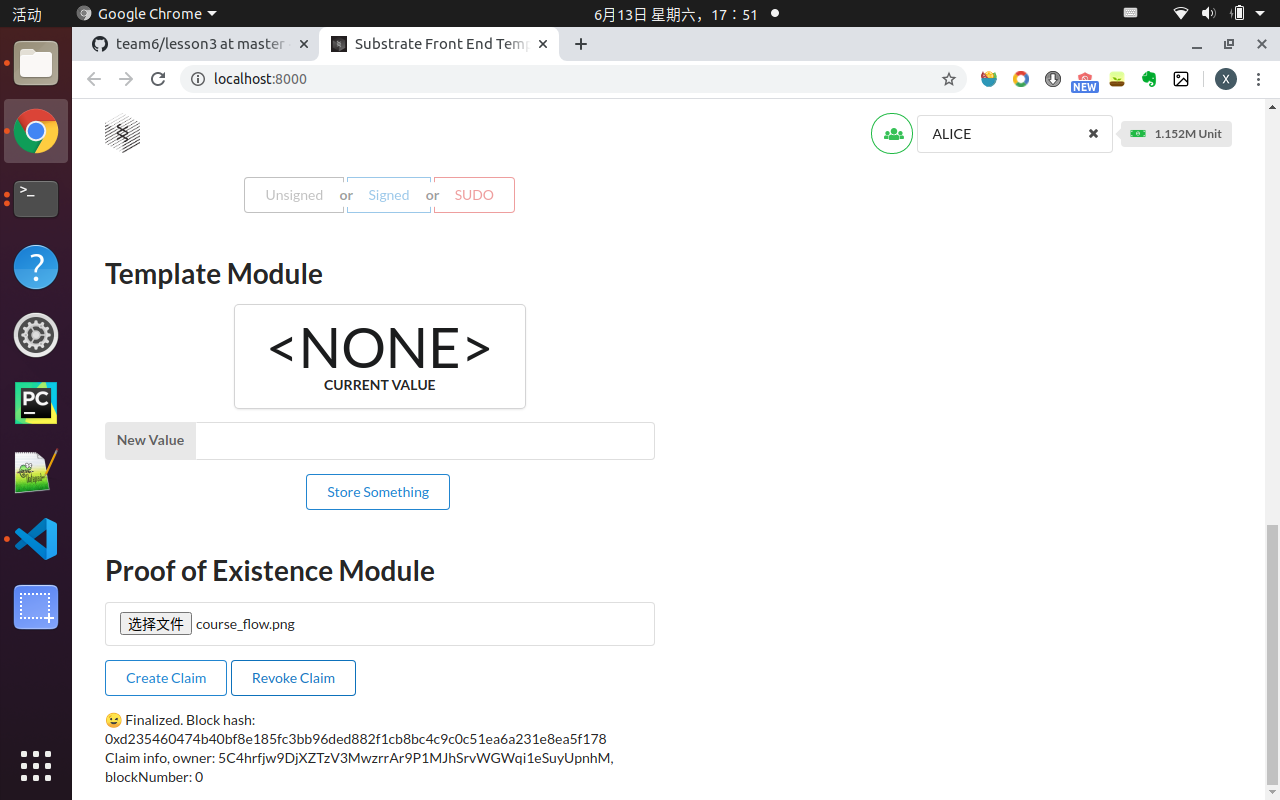 活动
Google Chrome
6月13日 星期六，17：51
team6/lesson3 at master
Substrate Front End Temp
localhost:8000
NEW
X
ALICE
1.152M Unit
Unsigned or Signed or SUDO
Template Module
<NONE>
CURRENT VALUE
New Value
Store Something
Proof of Existence Module
选择文件 course_flow.png
Create Claim Revoke Claim
😉 Finalized. Block hash:
0xd235460474b40bf8e185fc3bb96ded882f1cb8bc4c9c0c51ea6a231e8ea5f178
Claim info, owner: 5C4hrfjw9DjXZTzV3MwzrrAr9P1MJhSrvWGWqi1eSuyUpnhM,
blockNumber: 0
>_
?
PC